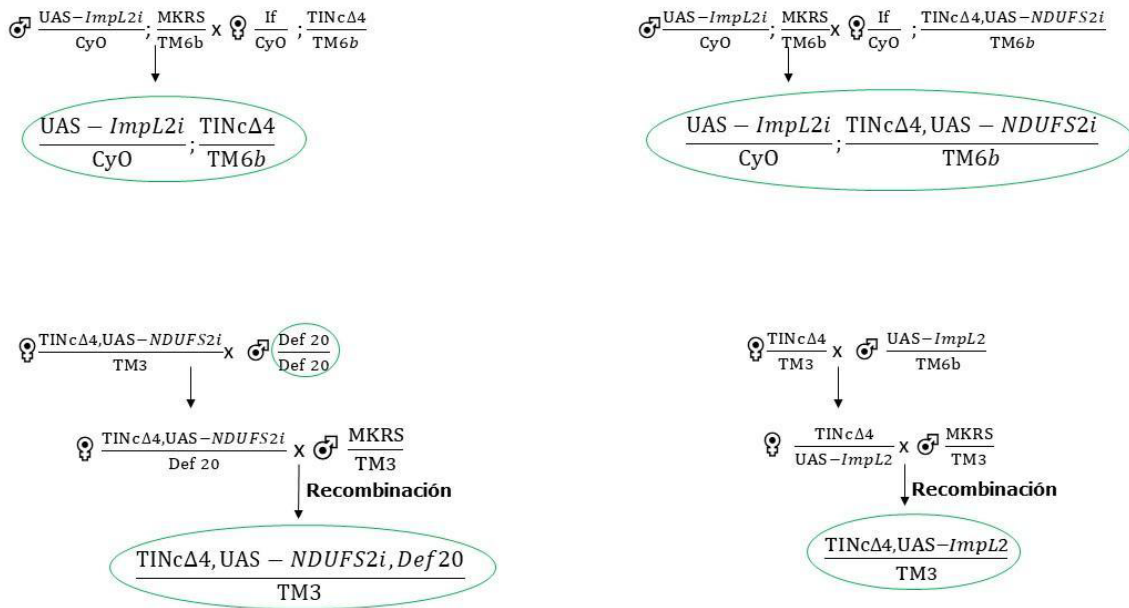 ♂ UAS−ImpL2i/CyO ; MKRS/TM6b x ♀ If/CyO ; TINcΔ4/TM6b
UAS − ImpL2i/CyO ; TINcΔ4/TM6b
♂ UAS−ImpL2i/CyO ; MKRS/TM6b x ♀ If/CyO ; TINcΔ4,UAS−NDUFS2i/TM6b
UAS − ImpL2i/CyO ; TINcΔ4, UAS − NDUFS2i/TM6b
♀ TINcΔ4,UAS−NDUFS2i/TM3 x ♂ Def 20/Def 20
♀ TINcΔ4,UAS−NDUFS2i/Def 20 x ♂ MKRS/TM3
Recombinación
TINcΔ4, UAS − NDUFS2i, Def20/TM3
♀ TINcΔ4/TM3 x ♂ UAS−ImpL2/TM6b
♀ TINcΔ4/UAS−ImpL2 x ♂ MKRS/TM3
Recombinación
TINcΔ4,UAS−ImpL2/TM3